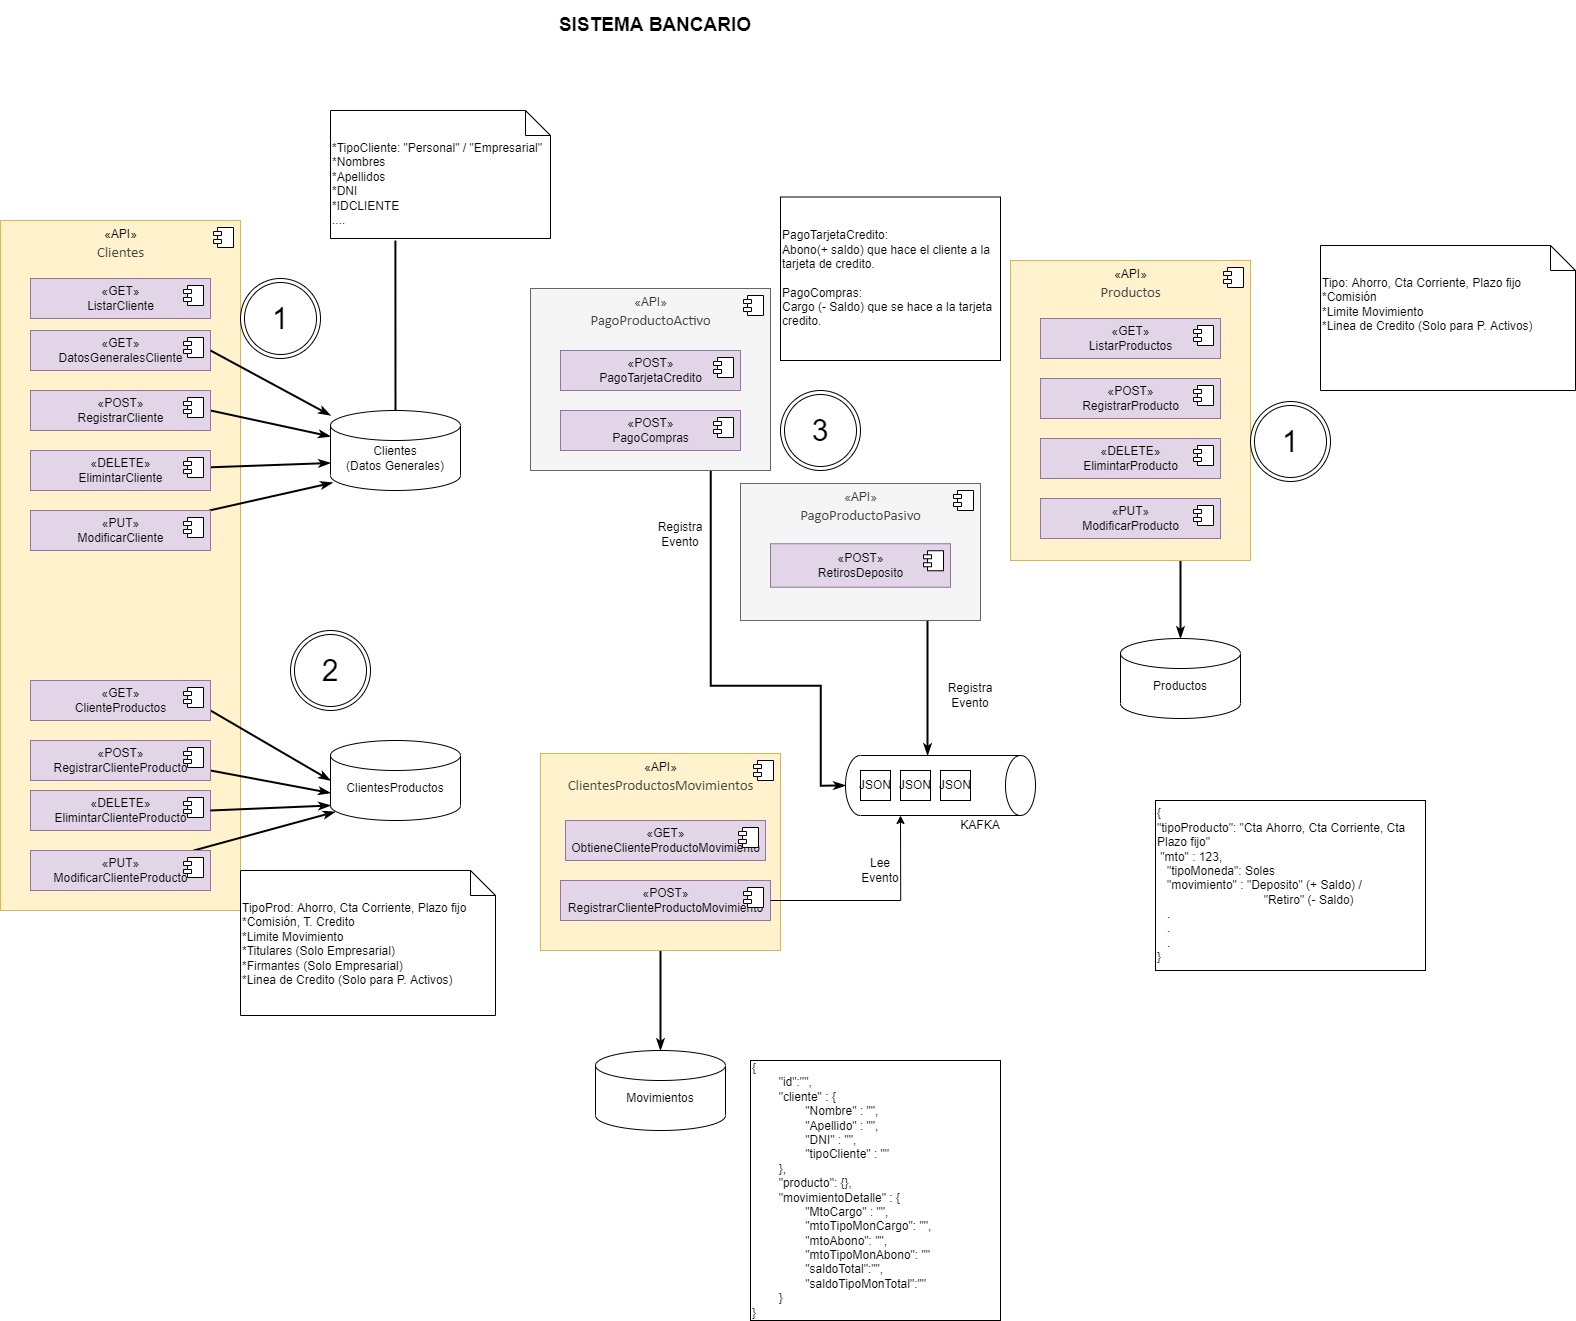 SISTEMA BANCARIO
*TipoCliente: "Personal" / "Empresarial"
*Nombres
*Apellidos
*DNI
*IDCLIENTE
....
«API»
Clientes
«GET»
ListarCliente
«GET»
DatosGeneralesCliente
«POST»
RegistrarCliente
«DELETE»
ElimintarCliente
«PUT»
ModificarCliente
1
Clientes
(Datos Generales)
«GET»
ClienteProductos
«POST»
RegistrarClienteProducto
«DELETE»
ElimintarClienteProducto
«PUT»
ModificarClienteProducto
2
ClientesProductos
TipoProd: Ahorro, Cta Corriente, Plazo fijo
*Comisión, T. Credito
*Limite Movimiento
*Titulares (Solo Empresarial)
*Firmantes (Solo Empresarial)
*Linea de Credito (Solo para P. Activos)
«API»
PagoProductoActivo
«POST»
PagoTarjetaCredito
«POST»
PagoCompras
PagoTarjetaCredito:
Abono(+ saldo) que hace el cliente a la
tarjeta de credito.
PagoCompras:
Cargo (- Saldo) que se hace a la tarjeta
credito.
3
«API»
PagoProductoPasivo
«POST»
RetirosDeposito
Registra
Evento
Registra
Evento
«API»
Productos
«GET»
ListarProductos
«POST»
RegistrarProducto
«DELETE»
ElimintarProducto
«PUT»
ModificarProducto
1
Tipo: Ahorro, Cta Corriente, Plazo fijo
*Comisión
*Limite Movimiento
*Linea de Credito (Solo para P. Activos)
Productos
«API»
ClientesProductosMovimientos
«GET»
ObtieneClienteProductoMovimiento
«POST»
RegistrarClienteProductoMovimiento
JSON JSON JSON
KAFKA
Lee
Evento
{
"tipoProducto": "Cta Ahorro, Cta Corriente, Cta
Plazo fijo"
"mto" : 123,
"tipoMoneda": Soles
"movimiento" : "Deposito" (+ Saldo) /
"Retiro" (- Saldo)
.
.
.
}
Movimientos
{
"id":"",
"cliente" : {
"Nombre" : "",
"Apellido" : "",
"DNI" : "",
"tipoCliente" : ""
},
"producto": {},
"movimientoDetalle" : {
"MtoCargo" : "",
"mtoTipoMonCargo": "",
"mtoAbono": "",
"mtoTipoMonAbono": ""
"saldoTotal":"",
"saldoTipoMonTotal":""
}
}